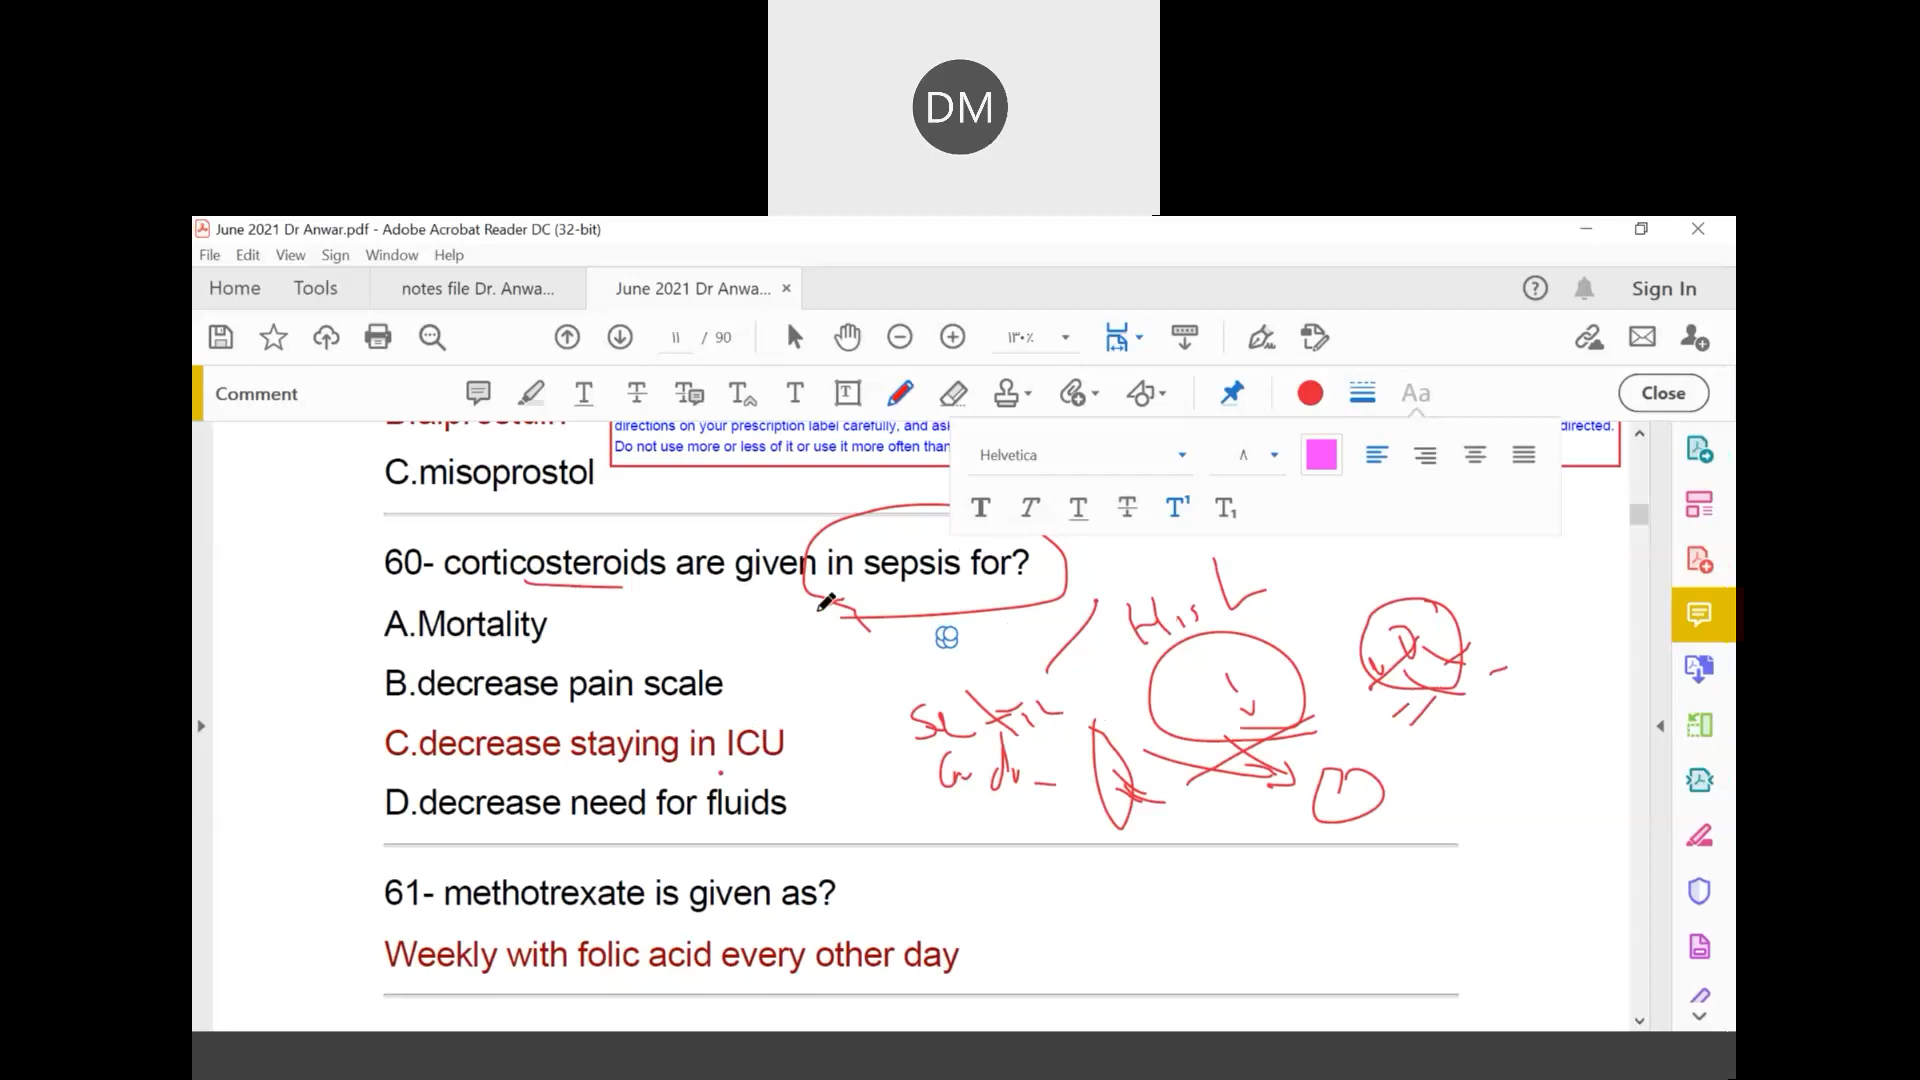 DM
June 2021 Dr Anwar.pdf - Adobe Acrobat Reader DC (32-bit)
File Edit View Sign Window Help
Home Tools notes file Dr. Anwa... June 2021 Dr Anwa... × Sign In
١١ / 90 ١٣٠٪
Comment Close
directions on your prescription label carefully, and ask directed.
Do not use more or less of it or use it more often than
Helvetica ٨
C.misoprostol
60- corticosteroids are given in sepsis for?
A.Mortality
B.decrease pain scale
C.decrease staying in ICU
D.decrease need for fluids
61- methotrexate is given as?
Weekly with folic acid every other day